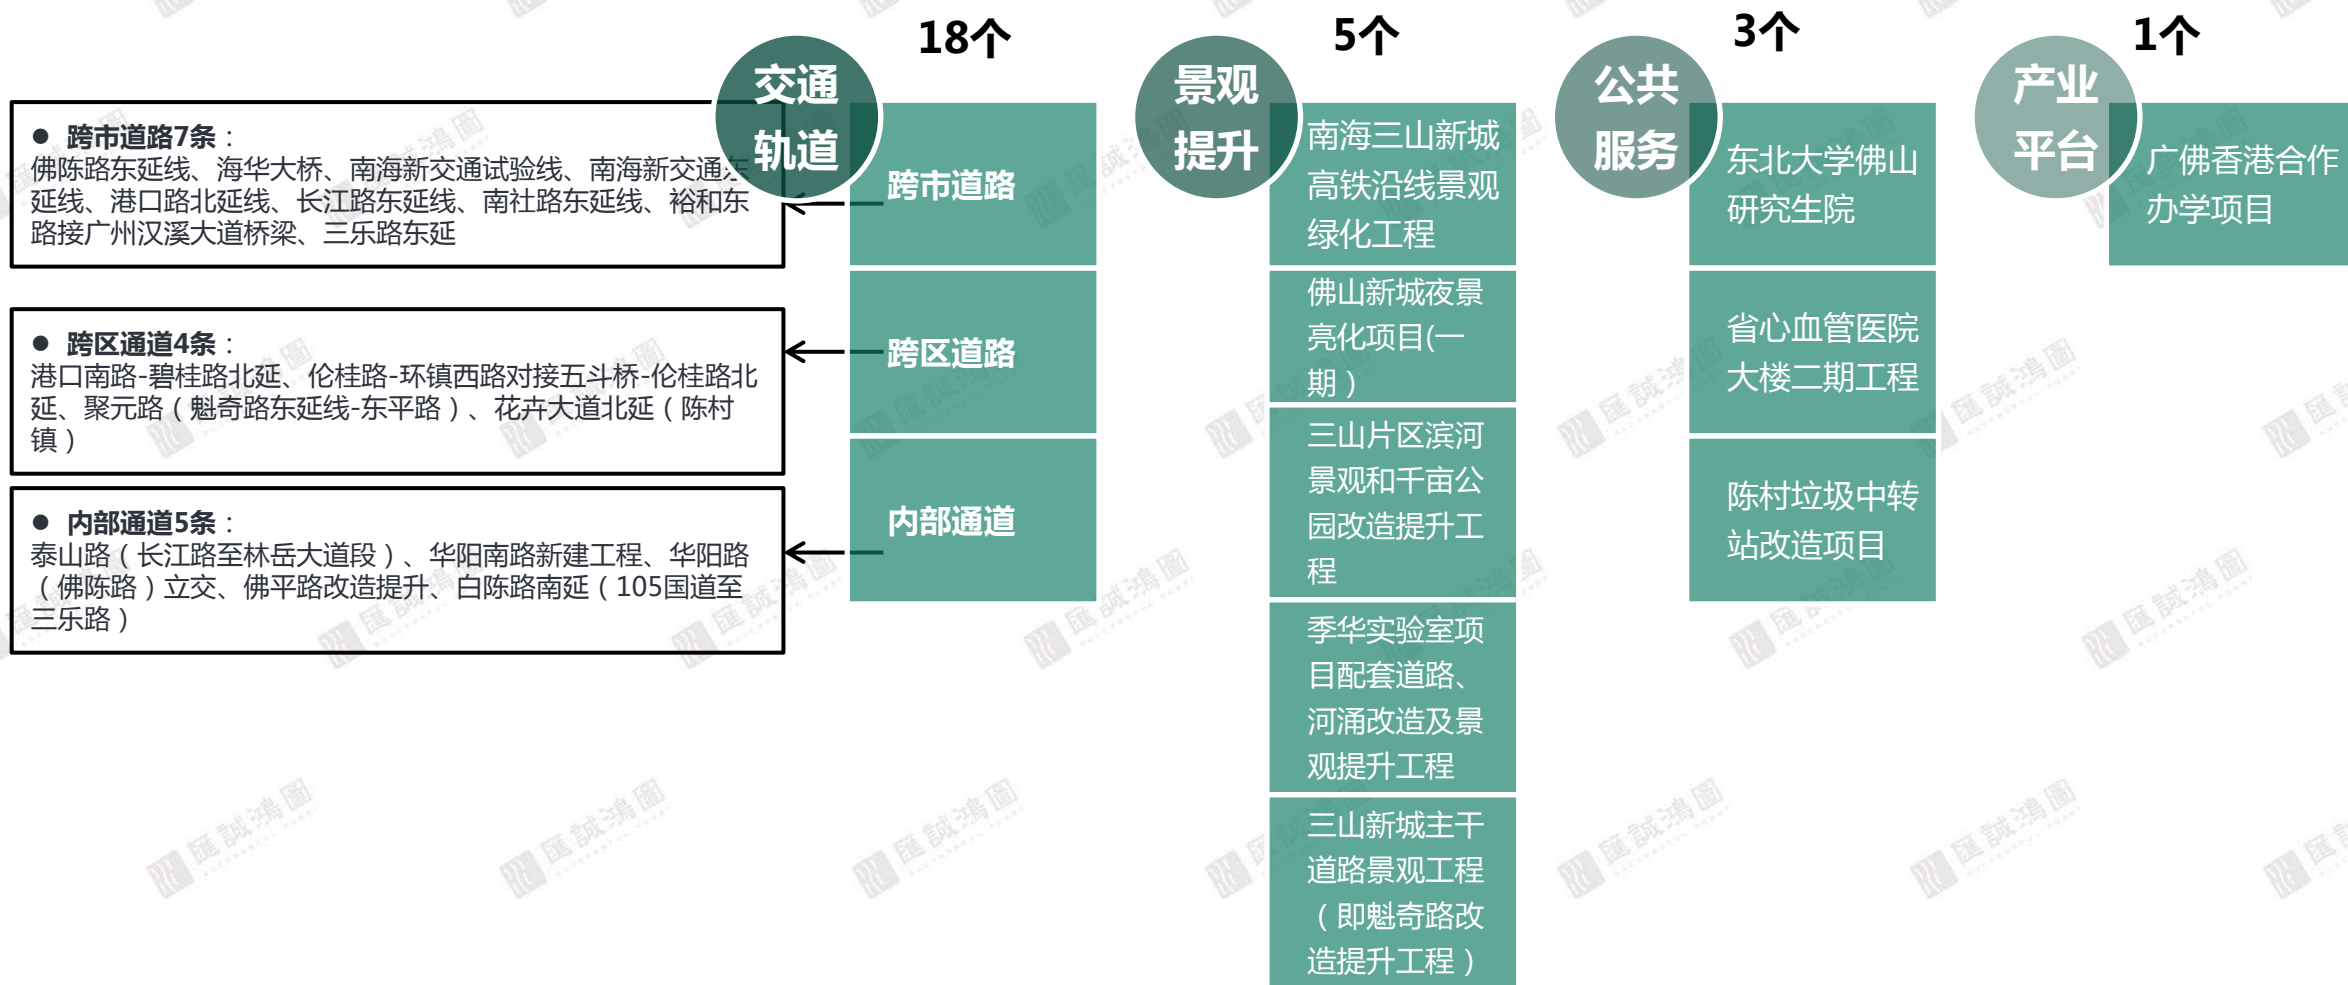 18个
5个
3个
1个
交通
轨道
景观
提升
公共
服务
产业
平台
● 跨市道路7条：
佛陈路东延线、海华大桥、南海新交通试验线、南海新交通东
延线、港口路北延线、长江路东延线、南社路东延线、裕和东
路接广州汉溪大道桥梁、三乐路东延
● 跨区通道4条：
港口南路-碧桂路北延、伦桂路-环镇西路对接五斗桥-伦桂路北
延、聚元路（魁奇路东延线-东平路）、花卉大道北延（陈村
镇）
● 内部通道5条：
泰山路（长江路至林岳大道段）、华阳南路新建工程、华阳路
（佛陈路）立交、佛平路改造提升、白陈路南延（105国道至
三乐路）
跨市道路
跨区道路
内部通道
南海三山新城
高铁沿线景观
绿化工程
佛山新城夜景
亮化项目(一
期）
三山片区滨河
景观和千亩公
园改造提升工
程
季华实验室项
目配套道路、
河涌改造及景
观提升工程
三山新城主干
道路景观工程
（即魁奇路改
造提升工程）
东北大学佛山
研究生院
省心血管医院
大楼二期工程
陈村垃圾中转
站改造项目
广佛香港合作
办学项目
匯誠鴻圖